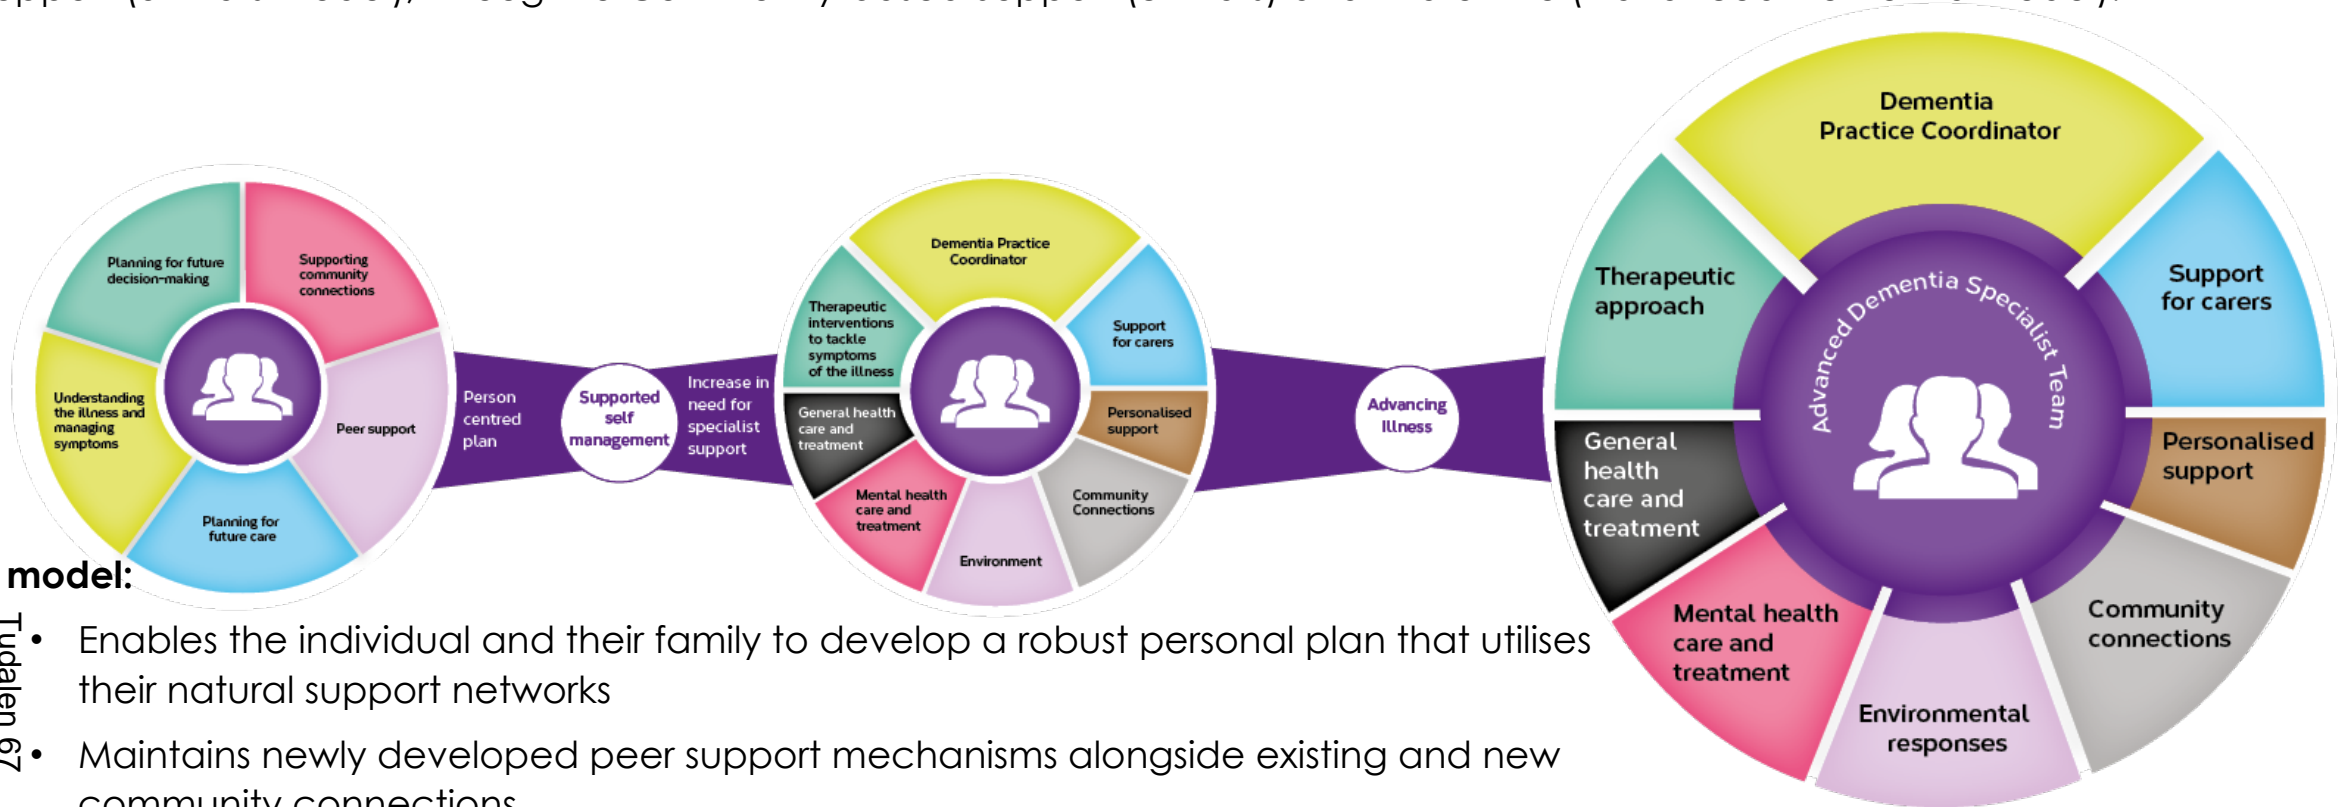 Planning for future
decision-making
Supporting
community
connections
Understanding
the illness and
managing
symptoms
Peer support
Planning for
future care
Person
centred
plan
Supported
self
management
Increase in
need for
specialist
support
Dementia Practice
Coordinator
Therapeutic
interventions
to tackle
symptoms
of the illness
Support
for carers
General health
care and
treatment
Personalised
support
Mental health
care and
treatment
Community
Connections
Environment
Advancing
Illness
Dementia
Practice Coordinator
Therapeutic
approach
Support
for carers
Advanced Dementia Specialist Team
General
health
care and
treatment
Personalised
support
Mental health
care and
treatment
Community
connections
Environmental
responses
model:
• Enables the individual and their family to develop a robust personal plan that utilises
their natural support networks
• Maintains newly developed peer support mechanisms alongside existing and new
community connections
Tudalen 67